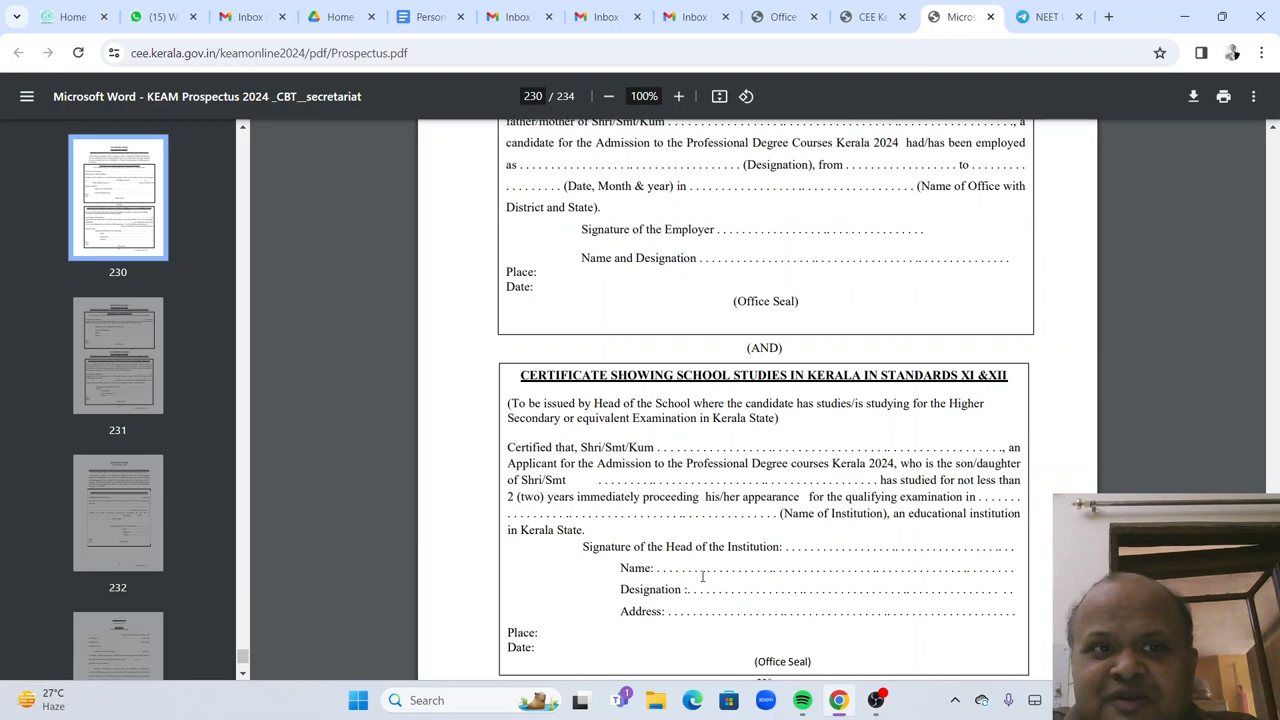 (15) W
Inbox
Home
Person
Inbox
Inbox
Inbox
Office
CEE Ke
Micros
NEET U
cee.kerala.gov.in/keamonline2024/pdf/Prospectus.pdf
Microsoft Word - KEAM Prospectus 2024 _CBT__secretariat
230 / 234
100%
230
231
232
father/mother of Shri/Smt/Kum . . . . . . . . . . . . . . . . . . . . . . . . . . . . . . . . . . . . . . . . . . . . . . . . . ., a
candidate for the Admission to the Professional Degree Courses Kerala 2024 had/has been employed
as . . . . . . . . . . . . . . . . . . . . . . . . . . . . . . . (Designation, from. . . . . . . . . . . . . . . . to . . . . . . . .
. . . . . . . (Date, Month & year) in . . . . . . . . . . . . . . . . . . . . . . . . . . . . . . . (Name of Office with
District and State).
Signature of the Employer . . . . . . . . . . . . . . .. . . . . . . . . . . . . .
Name and Designation . . . . . . . . . . . . . . . .. . . . . . . . . . . . . .. . . . . . . . . . . .
Place:
Date:
(Office Seal)
(AND)
CERTIFICATE SHOWING SCHOOL STUDIES IN KERALA IN STANDARDS XI &XII
(To be issued by Head of the School where the candidate has studies/is studying for the Higher
Secondary or equivalent Examination in Kerala State)
Certified that, Shri/Smt/Kum . . . . . . . . . . . . . . . . . . . . . . . . . . . . . . . . . . . . . . . . . . . . . . . . . ., an
Applicant for the Admission to the Professional Degree courses Kerala 2024, who is the son/daughter
of Shri/Smt . . . . . . . . . . . . . . . . . . . . . . . . . . . . . . . . . . . . . . has studied for not less than
2 (two) years immediately proceeding his/her appearance for the qualifying examination in . . . . . . .
. . . . . . . . . . . . . . . . . . . . . . . . . . . . . . . . . . . . . . (Name of Institution), an educational institution
in Kerala State.
Signature of the Head of the Institution: . . . . . . . . . . . . .. . . . . . . . . . . . . .. . .
Name: . . . . . . . . . . . . . . . .. . . . . . . . . . . . . .. . . . . . . . . . . . . .. . . . . . .
Designation :. . . . . . . . . . . . . . . .. . . . . . . . . . . . . .. . . . . . . . . . . . . .
Address: . . . . . . . . . . . . . . . .. . . . . . . . . . . . . .. . . . . . . . . . . . . .
Place:
Date:
(Office Seal)
27°C
Haze
Search
1